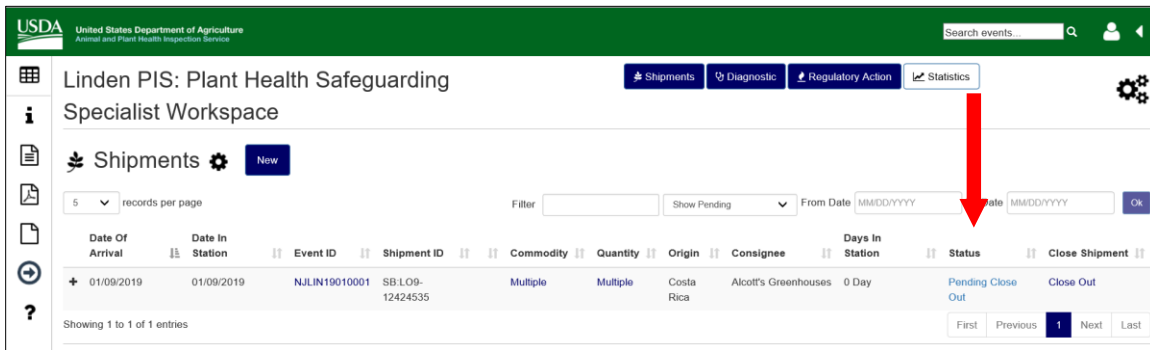 USDA
United States Department of Agriculture
Animal and Plant Health Inspection Service
Search events...
Linden PIS: Plant Health Safeguarding
Specialist Workspace
Shipments Diagnostic Regulatory Action Statistics
Shipments New
5 records per page Filter Show Pending From Date MM/DD/YYYY ate MM/DD/YYYY Ok
Date Of Arrival Date In Station Event ID Shipment ID Commodity Quantity Origin Consignee Days In Station Status Close Shipment
01/09/2019 01/09/2019 NJLIN19010001 SB:LO9-12424535 Multiple Multiple Costa Rica Alcott's Greenhouses 0 Day Pending Close Out Close Out
Showing 1 to 1 of 1 entries First Previous 1 Next Last